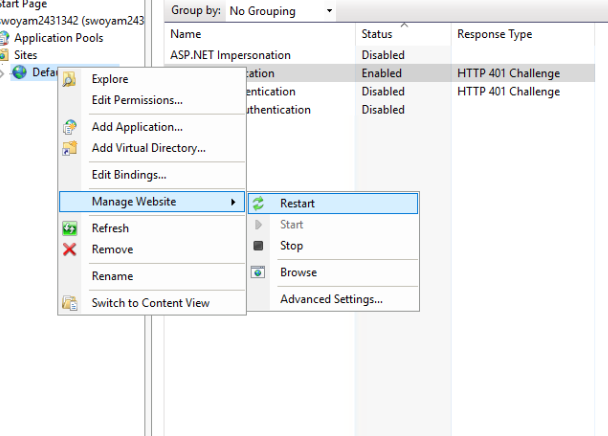 Start Page
swoyam2431342 (swoyam243
Application Pools
Sites
Defau
Group by: No Grouping
Name Status Response Type
ASP.NET Impersonation Disabled
cation Enabled HTTP 401 Challenge
entication Disabled HTTP 401 Challenge
uthentication Disabled
Explore
Edit Permissions...
Add Application...
Add Virtual Directory...
Edit Bindings...
Manage Website
Refresh
Remove
Rename
Switch to Content View
Restart
Start
Stop
Browse
Advanced Settings...